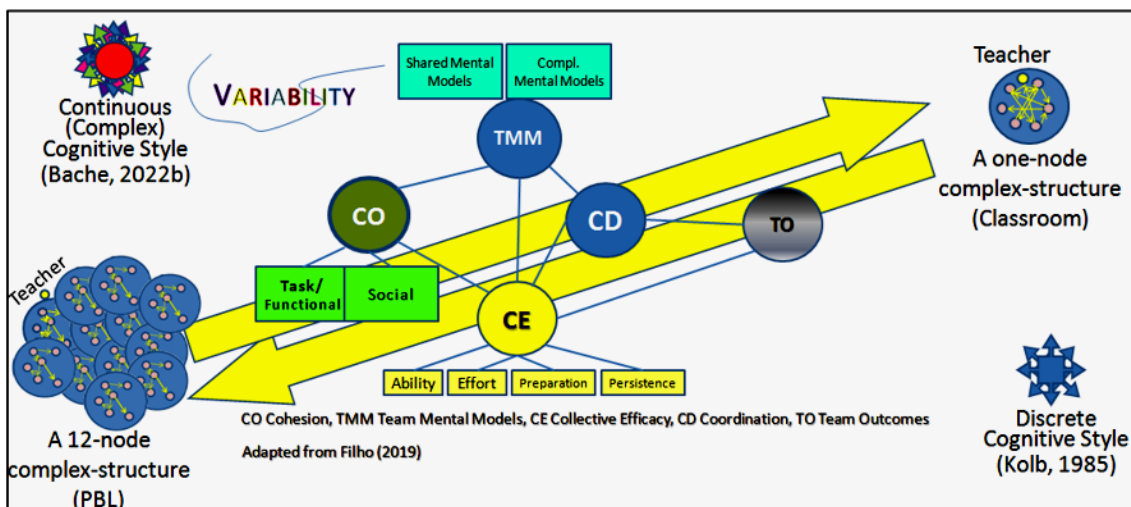 Continuous
(Complex)
Cognitive Style
(Bache, 2022b)
VARIABILITY
Shared Mental
Models
Compl.
Mental Models
TMM
CO
CD
TO
Task/
Functional
Social
CE
Ability
Effort
Preparation
Persistence
Teacher
A one-node
complex-structure
(Classroom)
Teacher
A 12-node
complex-structure
(PBL)
CO Cohesion, TMM Team Mental Models, CE Collective Efficacy, CD Coordination, TO Team Outcomes
Adapted from Filho (2019)
Discrete
Cognitive Style
(Kolb, 1985)